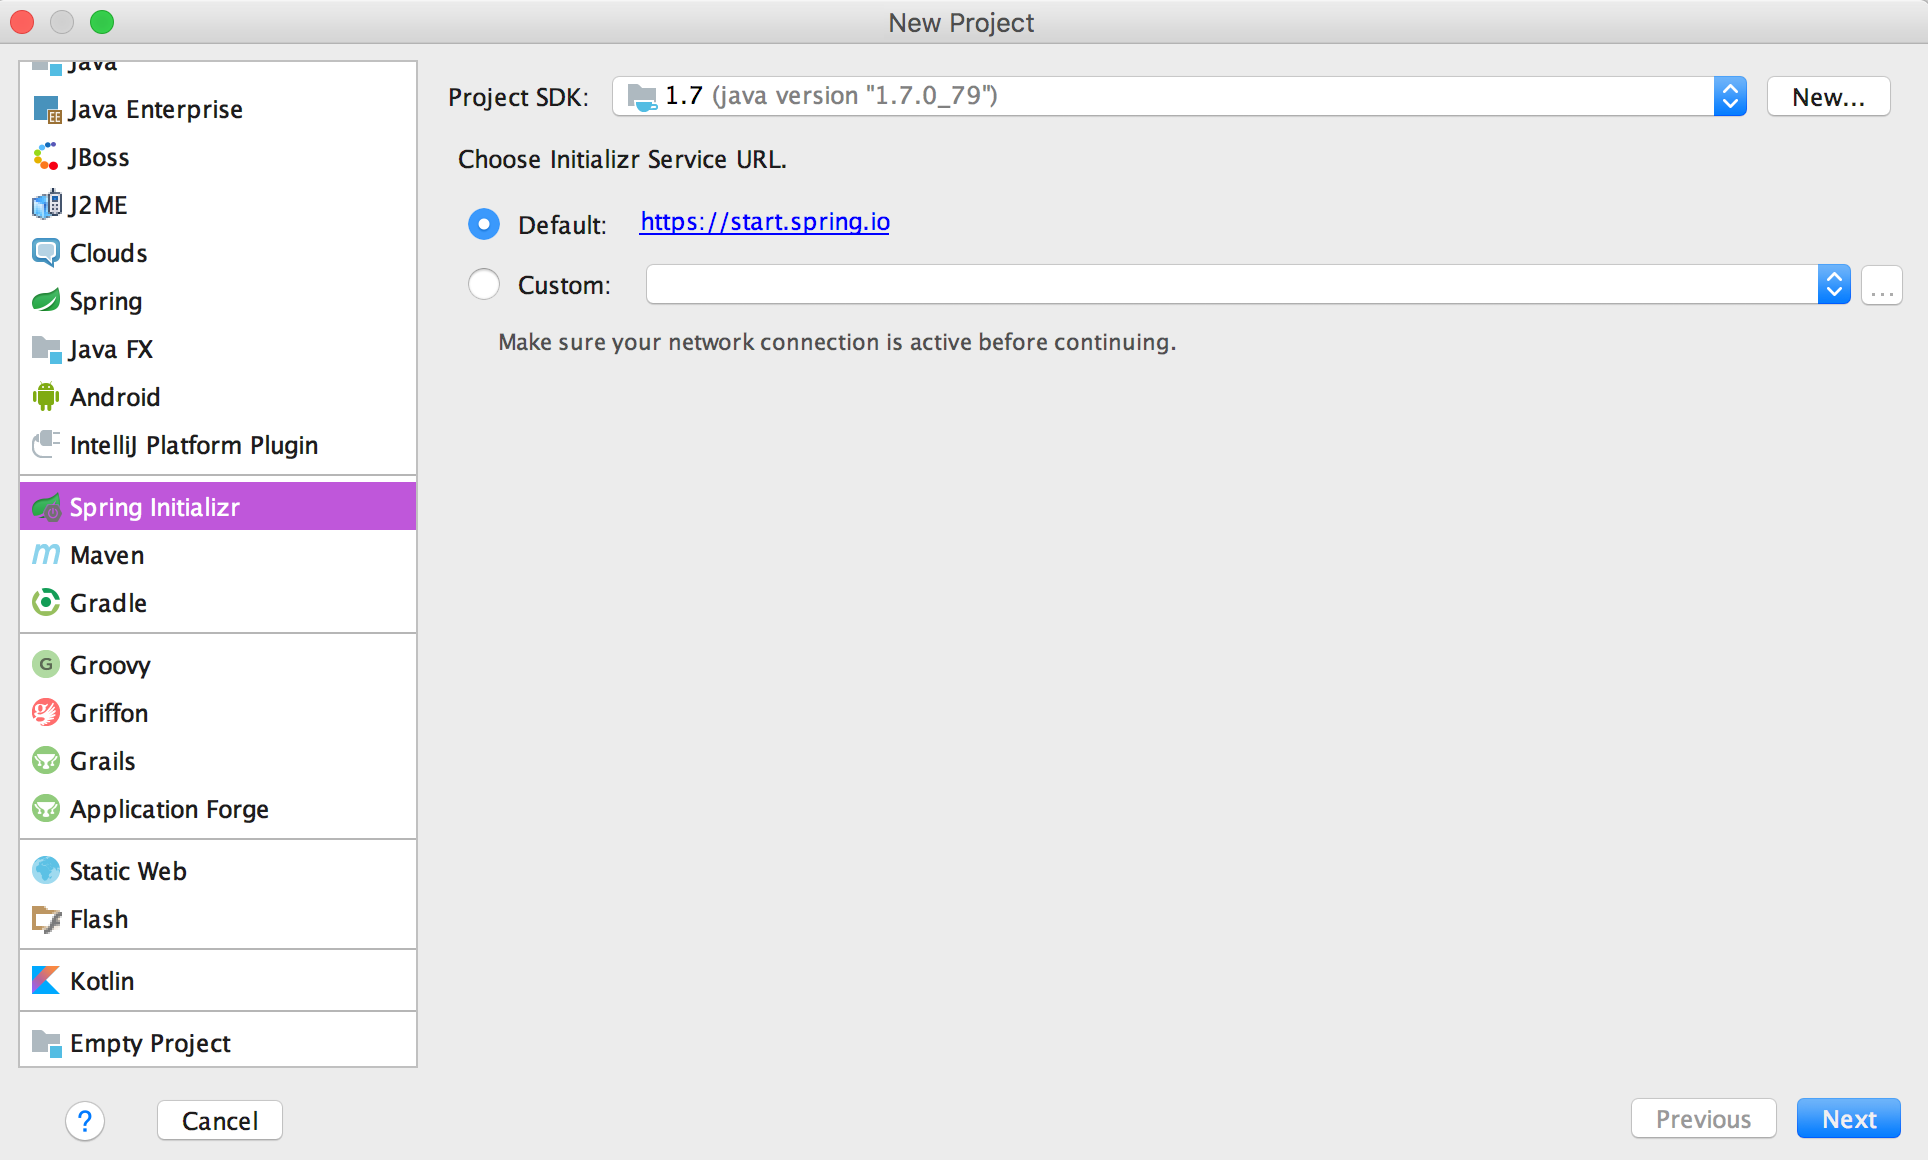 New Project
Java
Java Enterprise
JBoss
J2ME
Clouds
Spring
Java FX
Android
IntelliJ Platform Plugin
Spring Initializr
Maven
Gradle
Groovy
Griffon
Grails
Application Forge
Static Web
Flash
Kotlin
Empty Project
Project SDK: 1.7 (java version "1.7.0_79") New...
Choose Initializr Service URL.
Default: https://start.spring.io
Custom: ...
Make sure your network connection is active before continuing.
? Cancel Previous Next